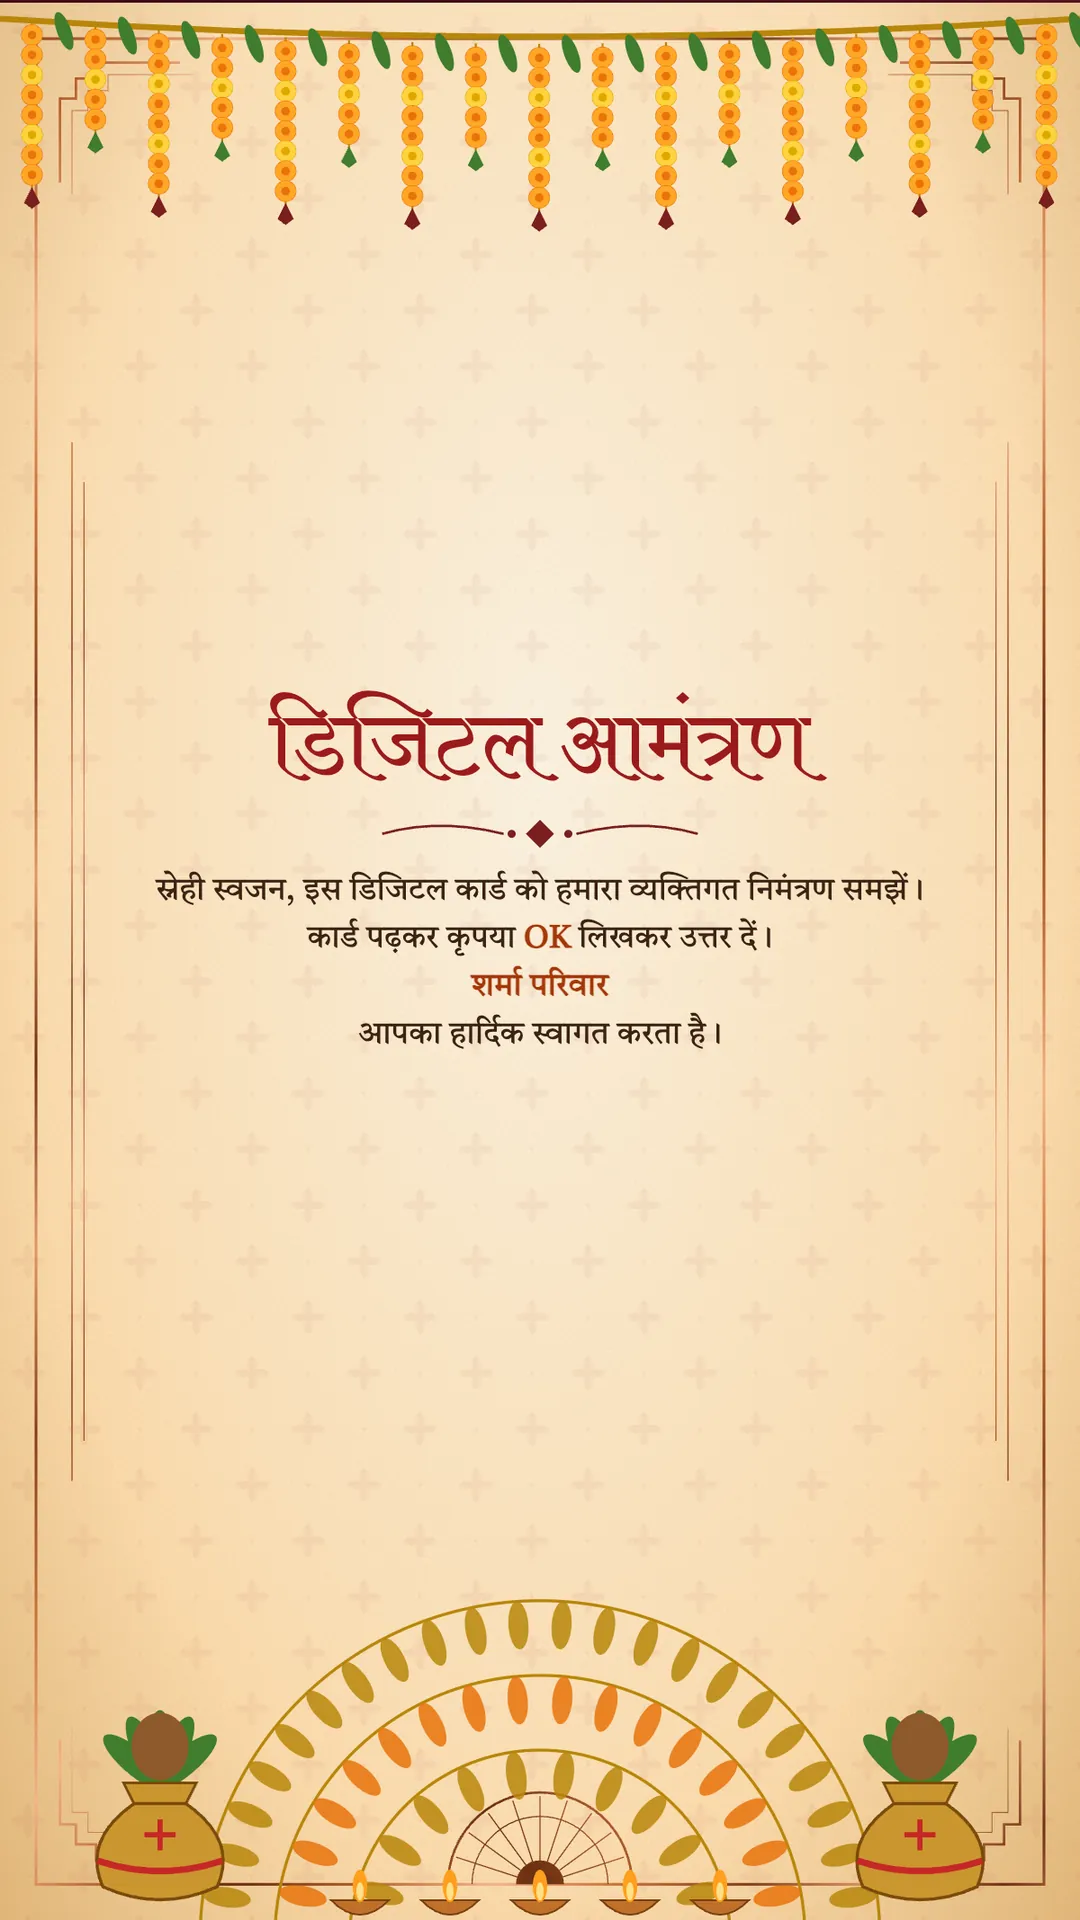 डिजिटल आमंत्रण
स्नेही स्वजन, इस डिजिटल कार्ड को हमारा व्यक्तिगत निमंत्रण समझें।
कार्ड पढ़कर कृपया OK लिखकर उत्तर दें।
शर्मा परिवार
आपका हार्दिक स्वागत करता है।